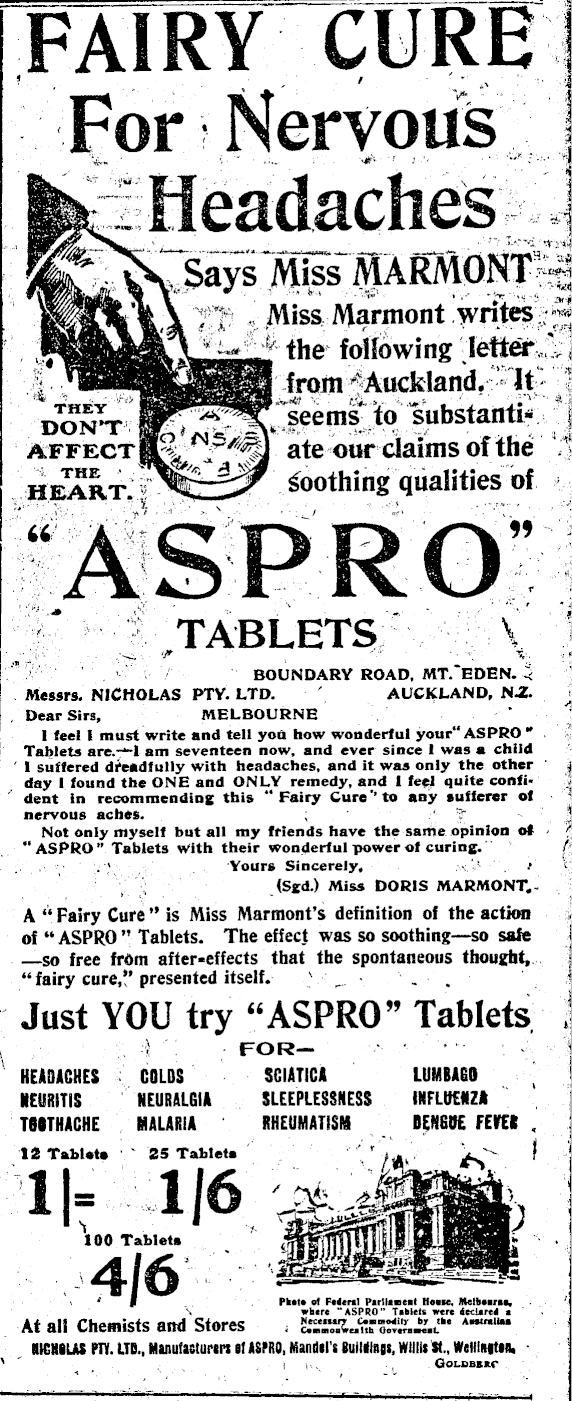 FAIRY CURE
For Nervous
Headaches
Says Miss MARMONT
Miss Marmont writes
the following letter
from Auckland. It
seems to substanti-
ate our claims of the
soothing qualities of
THEY
DON'T
AFFECT
THE
HEART.
"ASPRO"
TABLETS
BOUNDARY ROAD, MT. EDEN.
Messrs. NICHOLAS PTY. LTD. AUCKLAND, N.Z.
Dear Sirs, MELBOURNE
I feel I must write and tell you how wonderful your "ASPRO"
Tablets are.—I am seventeen now, and ever since I was a child
I suffered dreadfully with headaches, and it was only the other
day I found the ONE and ONLY remedy, and I feel quite confi-
dent in recommending this "Fairy Cure" to any sufferer of
nervous aches.
Not only myself but all my friends have the same opinion of
"ASPRO" Tablets with their wonderful power of curing.
Yours Sincerely,
(Sgd.) Miss DORIS MARMONT.
A "Fairy Cure" is Miss Marmont's definition of the action
of "ASPRO" Tablets. The effect was so soothing—so safe
—so free from after-effects that the spontaneous thought,
"fairy cure," presented itself.
Just YOU try "ASPRO" Tablets
FOR—
HEADACHES COLDS SCIATICA LUMBAGO
NEURITIS NEURALGIA SLEEPLESSNESS INFLUENZA
TOOTHACHE MALARIA RHEUMATISM DENGUE FEVER
12 Tablets 25 Tablets
1/= 1/6
100 Tablets
4/6
At all Chemists and Stores
Photo of Federal Parliament House, Melbourne,
where "ASPRO" Tablets were declared a
Necessary Commodity by the Australian
Commonwealth Government.
NICHOLAS PTY. LTD., Manufacturers of ASPRO, Mandel's Buildings, Willis St., Wellington.
GOLDBERG